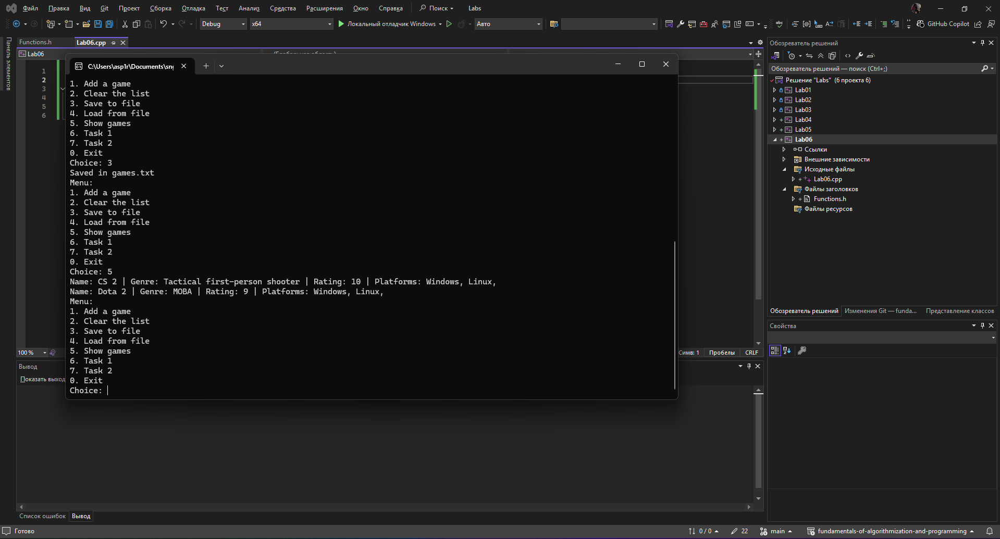 Файл Правка Вид Git Проект Сборка Отладка Тест Анализ Средства Расширения Окно Справка Поиск Labs
Debug x64 Локальный отладчик Windows Авто GitHub Copilot
Панель элементов
Functions.h Lab06.cpp
Lab06
1
2
3
4
5
6
C:\Users\asp1r\Documents\sng
1. Add a game
2. Clear the list
3. Save to file
4. Load from file
5. Show games
6. Task 1
7. Task 2
0. Exit
Choice: 3
Saved in games.txt
Menu:
1. Add a game
2. Clear the list
3. Save to file
4. Load from file
5. Show games
6. Task 1
7. Task 2
0. Exit
Choice: 5
Name: CS 2 | Genre: Tactical first-person shooter | Rating: 10 | Platforms: Windows, Linux,
Name: Dota 2 | Genre: MOBA | Rating: 9 | Platforms: Windows, Linux,
Menu:
1. Add a game
2. Clear the list
3. Save to file
4. Load from file
5. Show games
6. Task 1
7. Task 2
0. Exit
Choice:
100 %
Симв: 1 Пробелы CRLF
Вывод
Показать выход
Список ошибок Вывод
Обозреватель решений
Обозреватель решений — поиск (Ctrl+;)
Решение "Labs" (6 проекта 6)
Lab01
Lab02
Lab03
Lab04
Lab05
Lab06
Ссылки
Внешние зависимости
Исходные файлы
Lab06.cpp
Файлы заголовков
Functions.h
Файлы ресурсов
Обозреватель решений Изменения Git — funda... Представление классов
Свойства
Готово 0 / 0 22 main fundamentals-of-algorithmization-and-programming